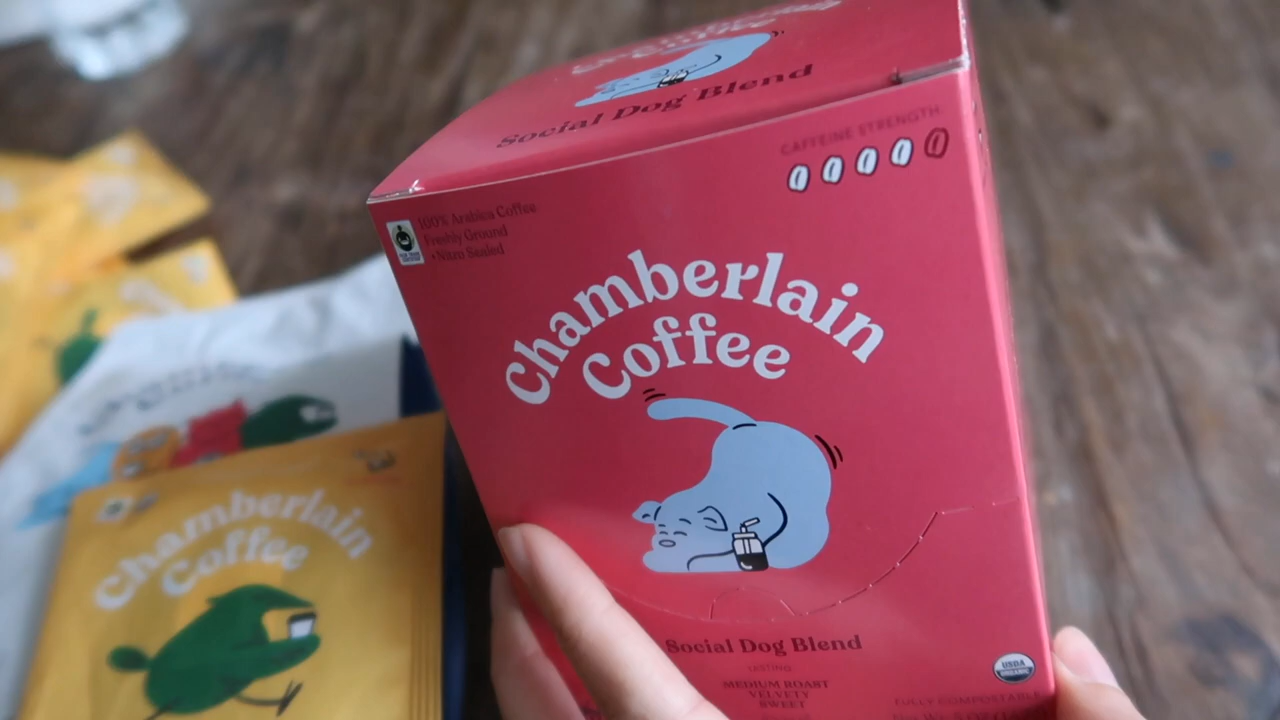 Social Dog Blend
CAFFEINE STRENGTH
100% Arabica Coffee
Freshly Ground
• Nitro Sealed
Chamberlain
Coffee
Social Dog Blend
MEDIUM ROAST
VELVETY
SWEET
USDA
ORGANIC
FULLY COMPOSTABLE
Chamberlain
Coffee